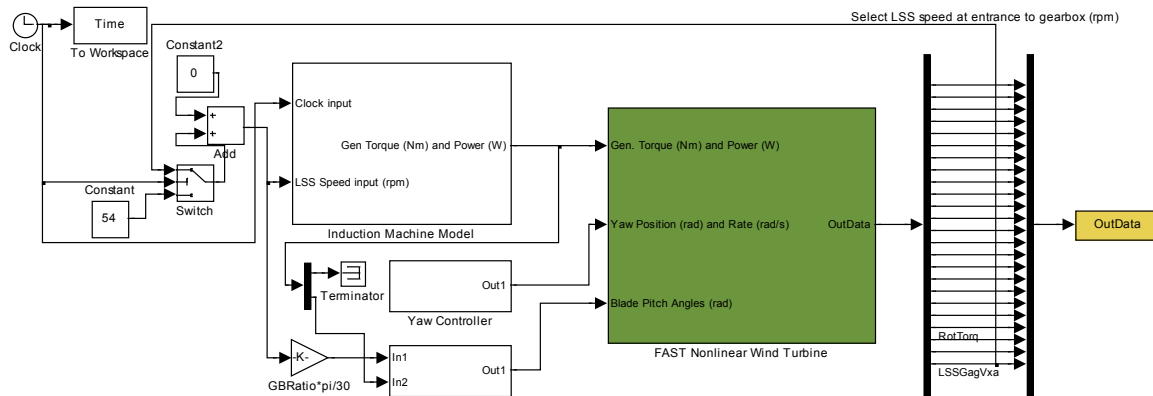 Select LSS speed at entrance to gearbox (rpm)
Time
Clock
To Workspace
Constant2
0
+
+
Add
Clock input
Gen Torque (Nm) and Power (W)
LSS Speed input (rpm)
Induction Machine Model
Constant
54
Switch
Gen. Torque (Nm) and Power (W)
Yaw Position (rad) and Rate (rad/s)
OutData
Blade Pitch Angles (rad)
FAST Nonlinear Wind Turbine
OutData
Terminator
Out1
Yaw Controller
-K-
GBRatio*pi/30
In1
In2
Out1
RotTorq
LSSGagVxa